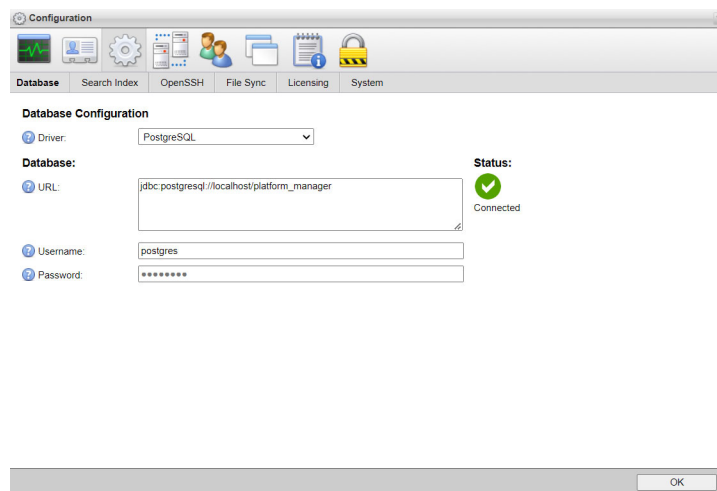 Configuration
Database Search Index OpenSSH File Sync Licensing System
Database Configuration
Driver: PostgreSQL
Database: Status:
URL: jdbc:postgresql://localhost/platform_manager
Connected
Username: postgres
Password: ••••••••
OK